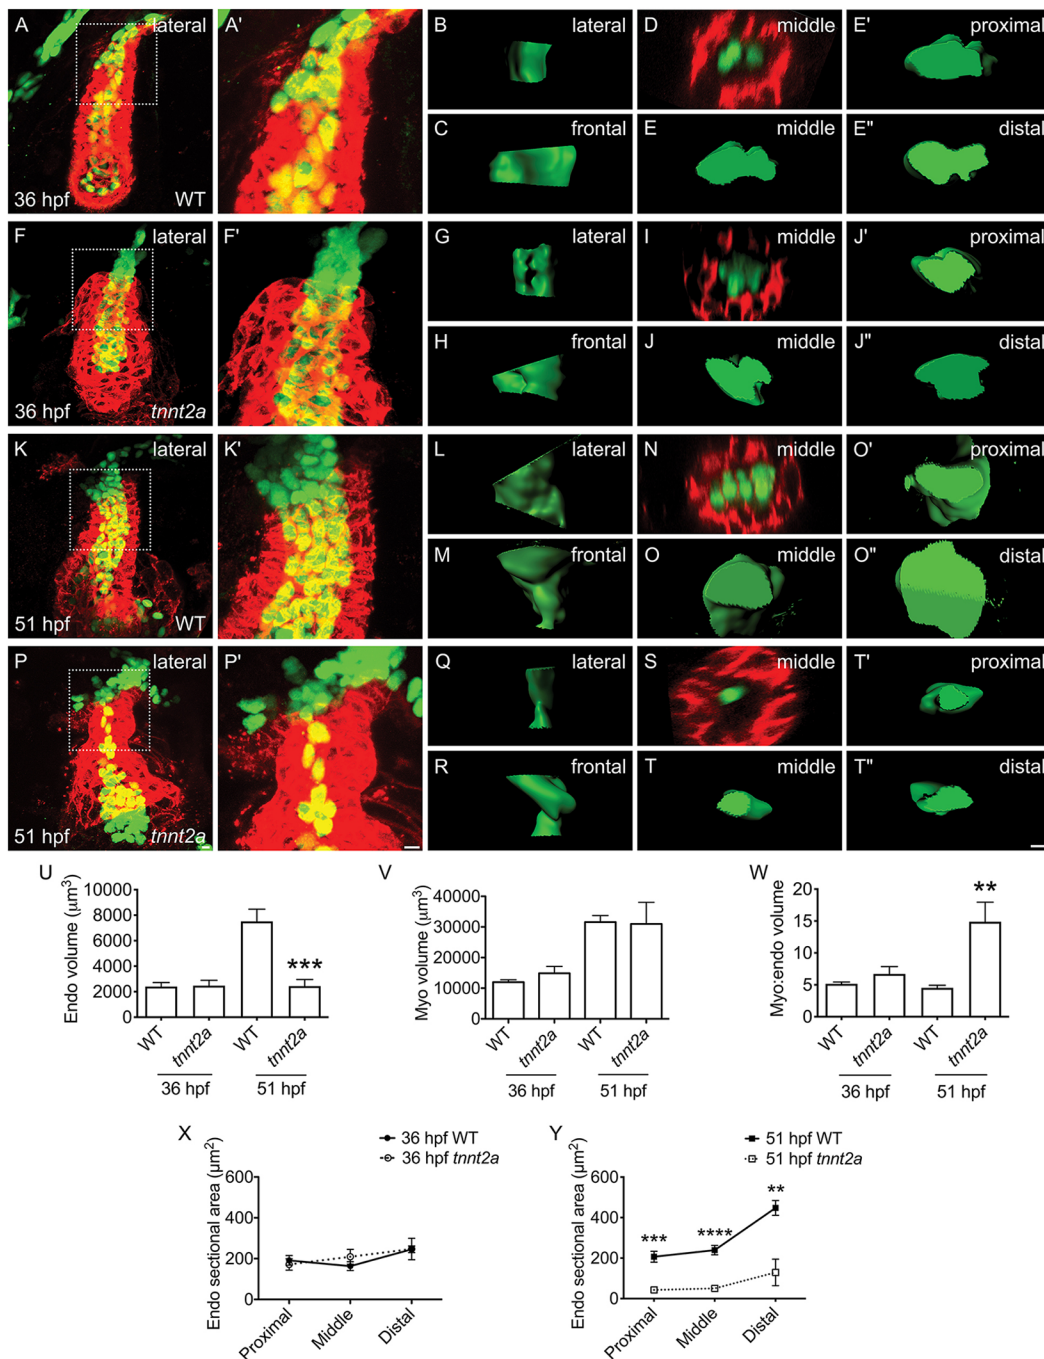 A lateral
36 hpf WT
A'
B lateral
D middle
E' proximal
C frontal
E middle
E" distal
F lateral
36 hpf tnnt2a
F'
G lateral
I middle
J' proximal
H frontal
J middle
J" distal
K lateral
51 hpf WT
K'
L lateral
N middle
O' proximal
M frontal
O middle
O" distal
P lateral
51 hpf tnnt2a
P'
Q lateral
S middle
T' proximal
R frontal
T middle
T" distal
U
Endo volume (µm³)
10000
8000
6000
4000
2000
0
***
WT tnnt2a WT tnnt2a
36 hpf 51 hpf
V
Myo volume (µm³)
40000
30000
20000
10000
0
WT tnnt2a WT tnnt2a
36 hpf 51 hpf
W
Myo:endo volume
20
15
10
5
0
**
WT tnnt2a WT tnnt2a
36 hpf 51 hpf
X
36 hpf WT
36 hpf tnnt2a
Endo sectional area (µm²)
600
400
200
0
Proximal Middle Distal
Y
51 hpf WT
51 hpf tnnt2a
Endo sectional area (µm²)
600
400
200
0
*** **** **
Proximal Middle Distal